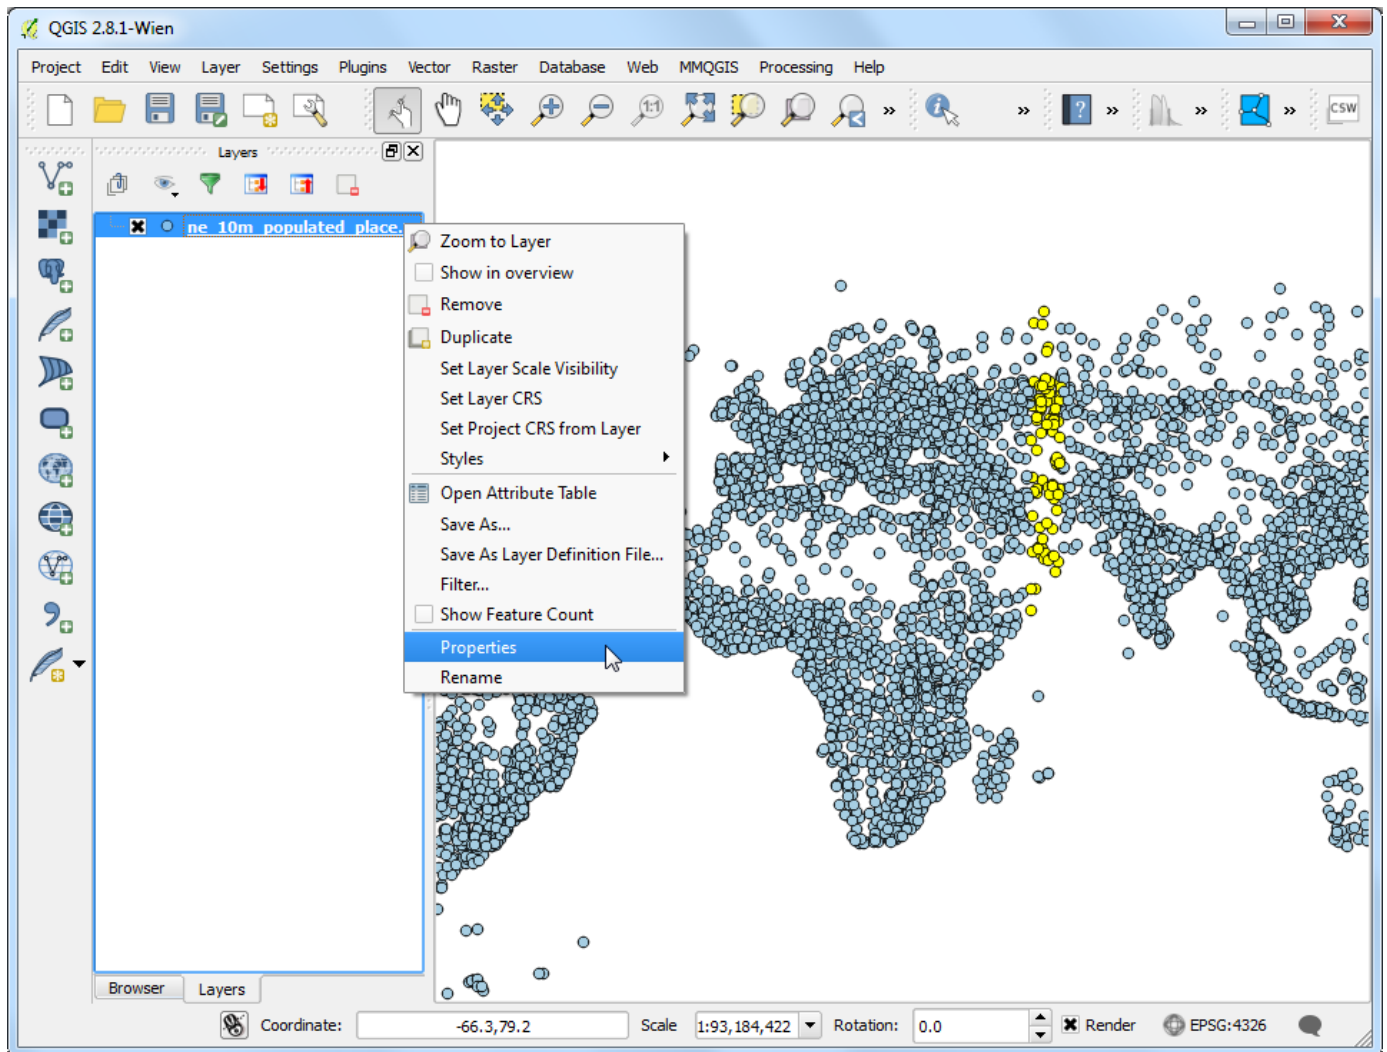 QGIS 2.8.1-Wien
Project Edit View Layer Settings Plugins Vector Raster Database Web MMQGIS Processing Help
1:1 » » ? » » » CSW
Layers
ne_10m_populated_place.
Zoom to Layer
Show in overview
Remove
Duplicate
Set Layer Scale Visibility
Set Layer CRS
Set Project CRS from Layer
Styles
Open Attribute Table
Save As...
Save As Layer Definition File...
Filter...
Show Feature Count
Properties
Rename
Browser Layers
Coordinate: -66.3,79.2 Scale 1:93,184,422 Rotation: 0.0 Render EPSG:4326